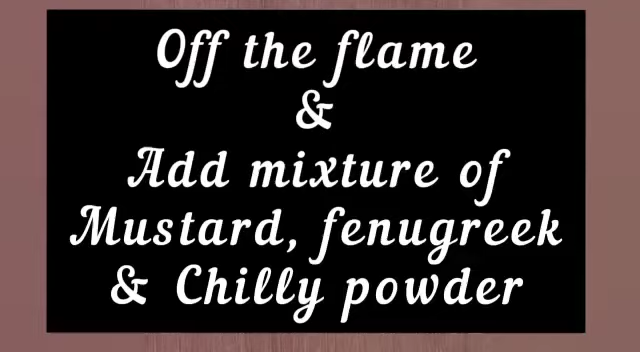 Off the flame
&
Add mixture of
Mustard, fenugreek
& Chilly powder